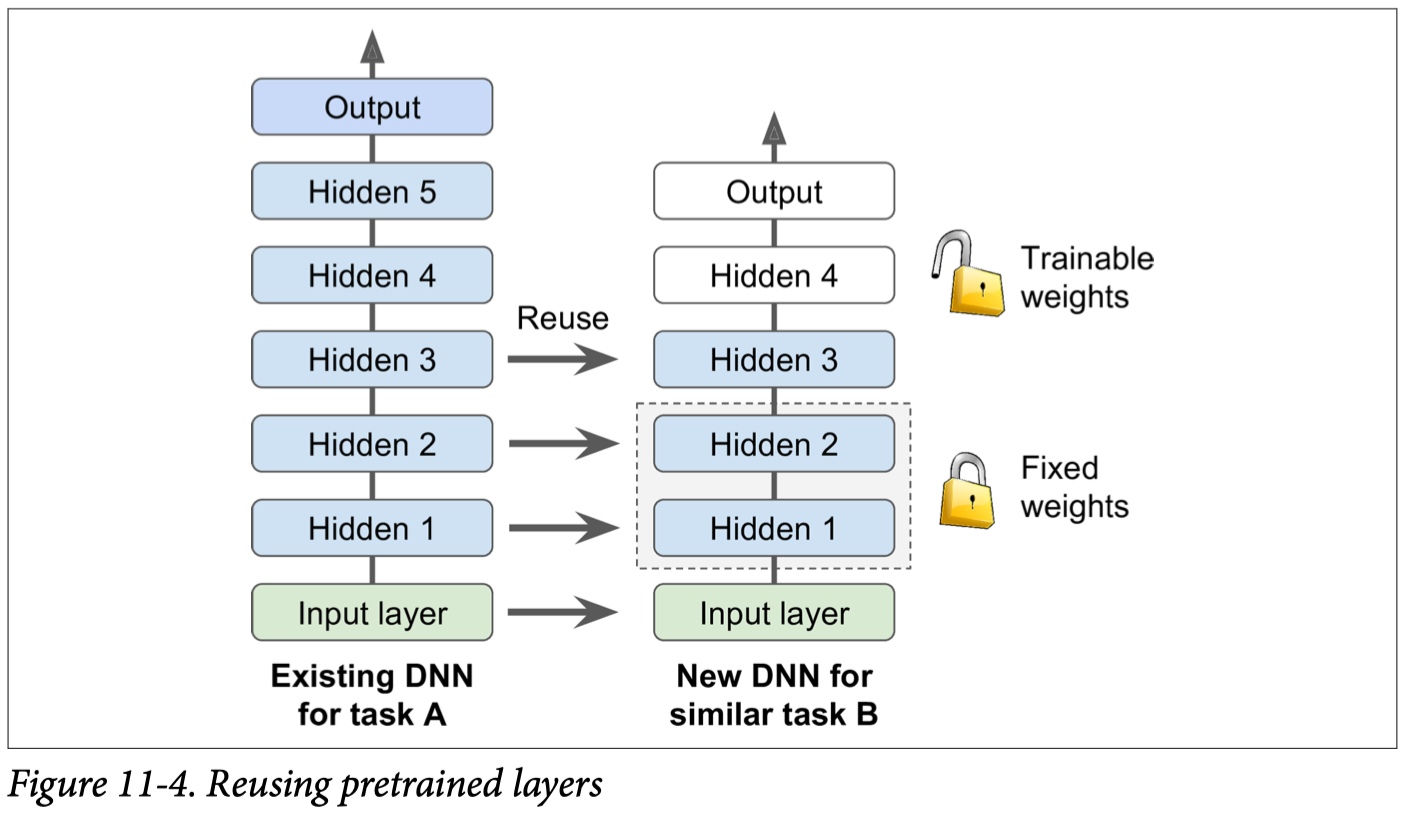 Output
Hidden 5
Hidden 4
Hidden 3
Hidden 2
Hidden 1
Input layer
Existing DNN
for task A
Reuse
Output
Hidden 4
Hidden 3
Hidden 2
Hidden 1
Input layer
New DNN for
similar task B
Trainable
weights
Fixed
weights
Figure 11-4. Reusing pretrained layers